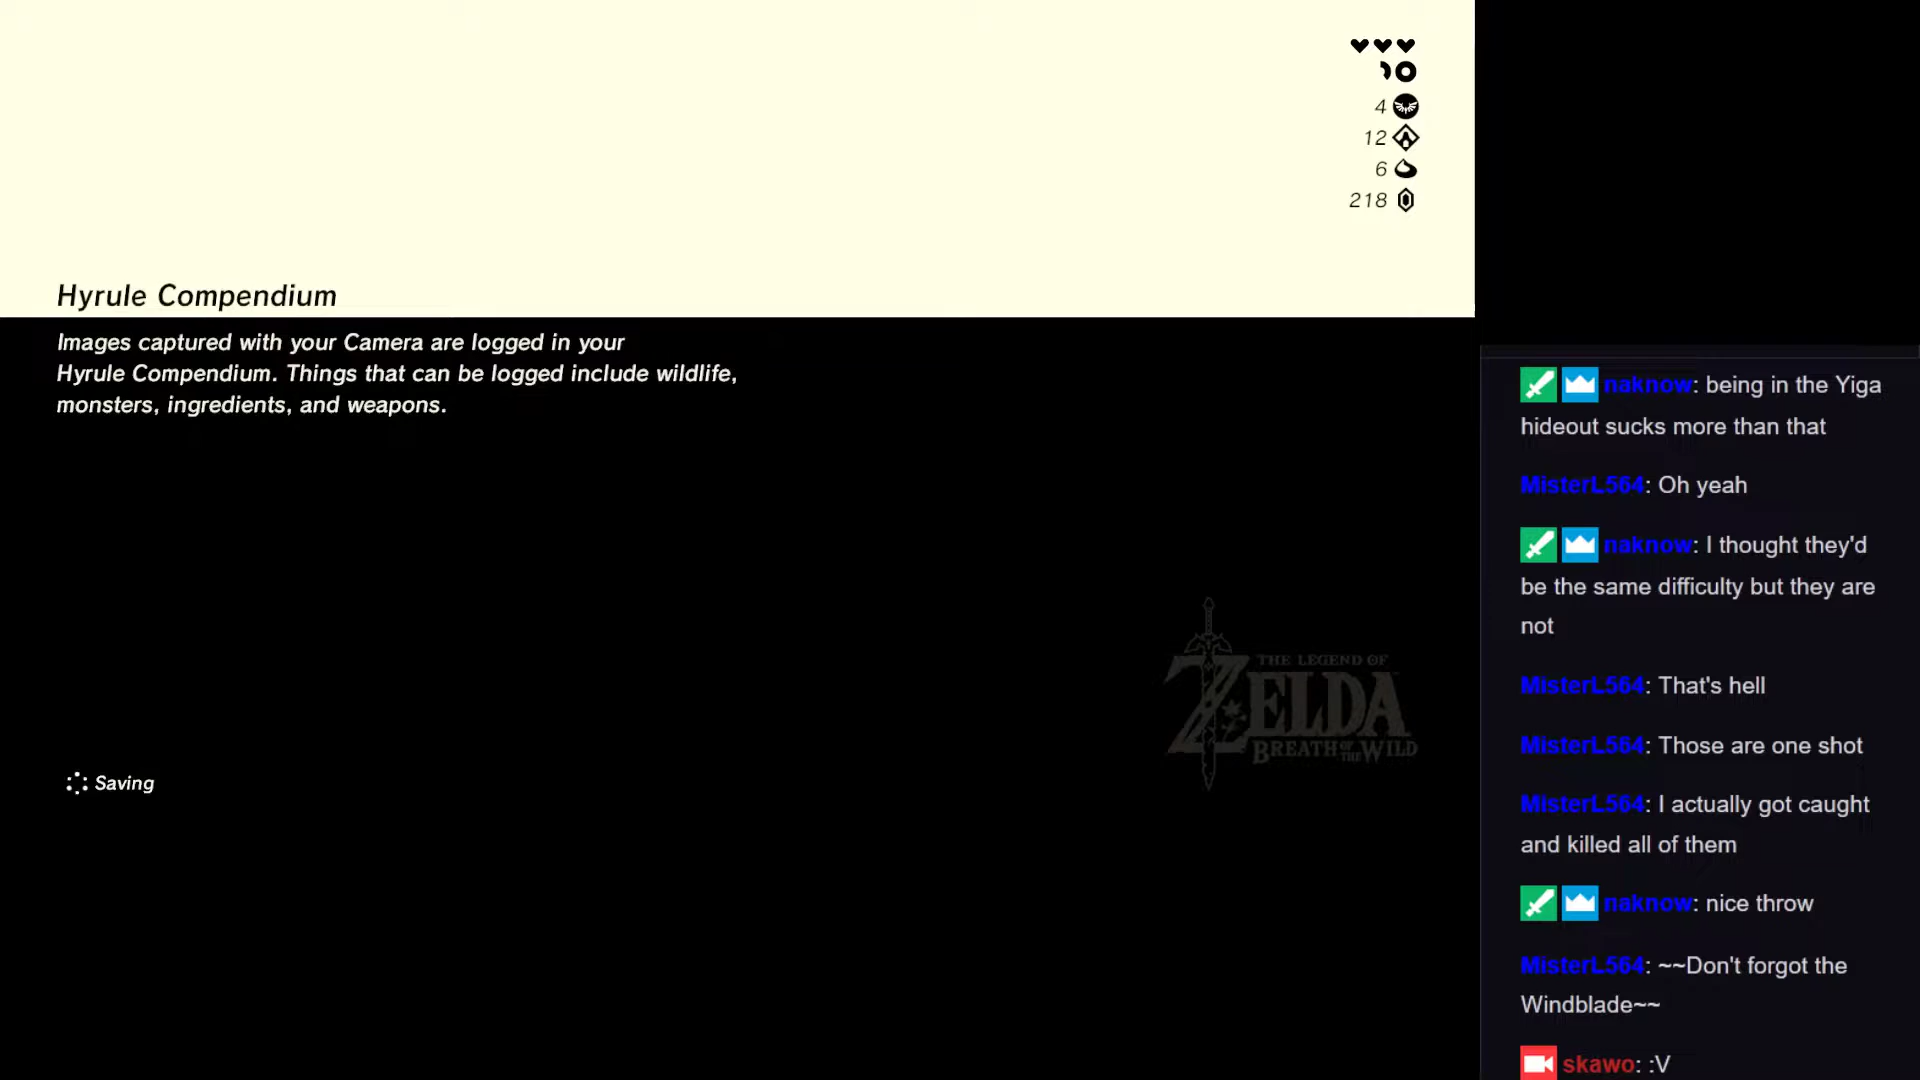 4
12
6
218
Hyrule Compendium
Images captured with your Camera are logged in your
Hyrule Compendium. Things that can be logged include wildlife,
monsters, ingredients, and weapons.
THE LEGEND OF
ZELDA
BREATH OF THE WILD
Saving
naknow: being in the Yiga
hideout sucks more than that
MisterL564: Oh yeah
naknow: I thought they'd
be the same difficulty but they are
not
MisterL564: That's hell
MisterL564: Those are one shot
MisterL564: I actually got caught
and killed all of them
naknow: nice throw
MisterL564: ~~Don't forgot the
Windblade~~
skawo: :V